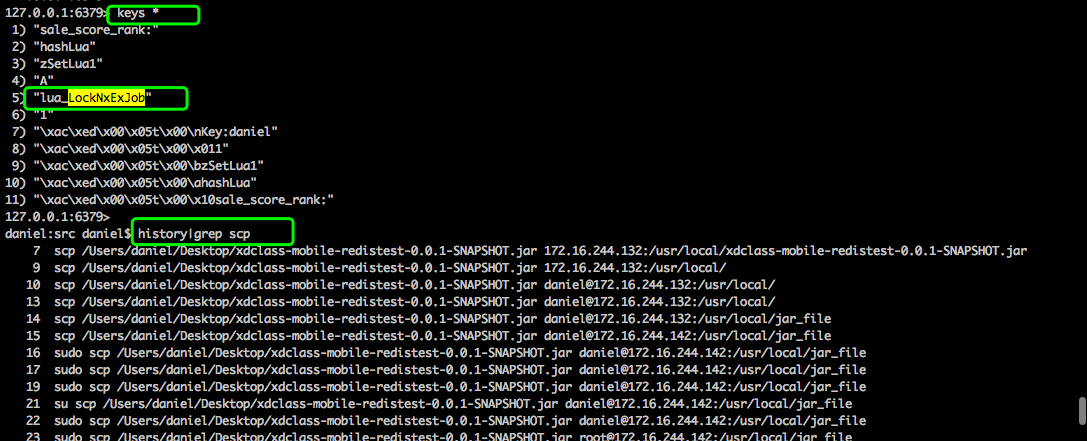 127.0.0.1:6379> keys *
1) "sale_score_rank:"
2) "hashLua"
3) "zSetLua1"
4) "A"
5) "lua_LockNxExJob"
6) "1"
7) "\xac\xed\x00\x05t\x00\nKey:daniel"
8) "\xac\xed\x00\x05t\x00\x011"
9) "\xac\xed\x00\x05t\x00\bzSetLua1"
10) "\xac\xed\x00\x05t\x00\ahashLua"
11) "\xac\xed\x00\x05t\x00\x10sale_score_rank:"
127.0.0.1:6379>
daniel:src daniel$ history|grep scp
7 scp /Users/daniel/Desktop/xdclass-mobile-redistest-0.0.1-SNAPSHOT.jar 172.16.244.132:/usr/local/xdclass-mobile-redistest-0.0.1-SNAPSHOT.jar
9 scp /Users/daniel/Desktop/xdclass-mobile-redistest-0.0.1-SNAPSHOT.jar 172.16.244.132:/usr/local/
10 scp /Users/daniel/Desktop/xdclass-mobile-redistest-0.0.1-SNAPSHOT.jar daniel@172.16.244.132:/usr/local/
13 scp /Users/daniel/Desktop/xdclass-mobile-redistest-0.0.1-SNAPSHOT.jar daniel@172.16.244.132:/usr/local/
14 scp /Users/daniel/Desktop/xdclass-mobile-redistest-0.0.1-SNAPSHOT.jar daniel@172.16.244.132:/usr/local/jar_file
15 scp /Users/daniel/Desktop/xdclass-mobile-redistest-0.0.1-SNAPSHOT.jar daniel@172.16.244.142:/usr/local/jar_file
16 sudo scp /Users/daniel/Desktop/xdclass-mobile-redistest-0.0.1-SNAPSHOT.jar daniel@172.16.244.142:/usr/local/jar_file
17 sudo scp /Users/daniel/Desktop/xdclass-mobile-redistest-0.0.1-SNAPSHOT.jar daniel@172.16.244.142:/usr/local/jar_file
19 sudo scp /Users/daniel/Desktop/xdclass-mobile-redistest-0.0.1-SNAPSHOT.jar daniel@172.16.244.142:/usr/local/jar_file
21 su scp /Users/daniel/Desktop/xdclass-mobile-redistest-0.0.1-SNAPSHOT.jar daniel@172.16.244.142:/usr/local/jar_file
22 sudo scp /Users/daniel/Desktop/xdclass-mobile-redistest-0.0.1-SNAPSHOT.jar daniel@172.16.244.142:/usr/local/jar_file
23 sudo scp /Users/daniel/Desktop/xdclass-mobile-redistest-0.0.1-SNAPSHOT.jar root@172.16.244.142:/usr/local/jar_file